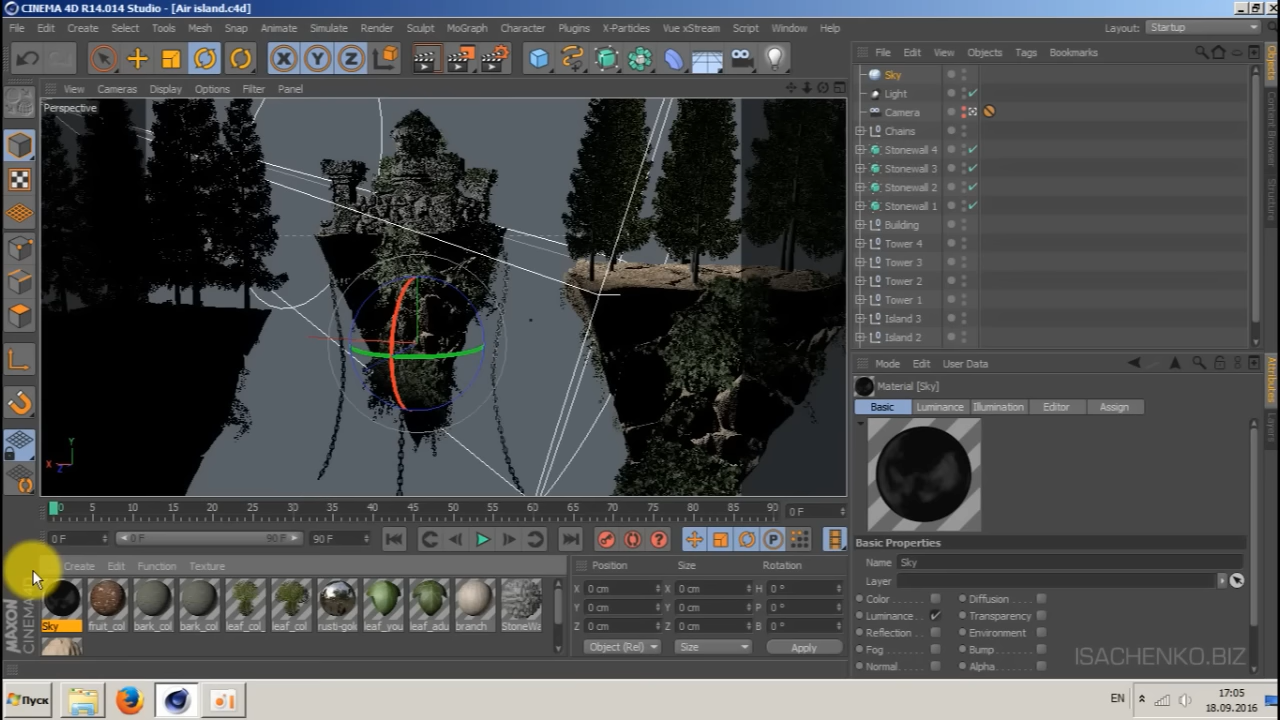 CINEMA 4D R14.014 Studio - [Air island.c4d]
File Edit Create Select Tools Mesh Snap Animate Simulate Render Sculpt MoGraph Character Plugins X-Particles Vue xStream Script Window Help Layout: Startup
File Edit View Objects Tags Bookmarks
View Cameras Display Options Filter Panel
Perspective
Sky
Light
Camera
Chains
Stonewall 4
Stonewall 3
Stonewall 2
Stonewall 1
Building
Tower 4
Tower 3
Tower 2
Tower 1
Island 3
Island 2
Objects
Content Browser
Structure
Mode Edit User Data
Material [Sky]
Basic Luminance Illumination Editor Assign
Attributes
Layers
Y
X
Z
0 5 10 15 20 25 30 35 40 45 50 55 60 65 70 75 80 85 90 0 F
0 F 0 F 90 F 90 F
Create Edit Function Texture
Sky fruit_col bark_col bark_col leaf_col leaf_col rusti-gol leaf_you leaf_adu branch StoneWa
Position Size Rotation
X 0 cm X 0 cm H 0 °
Y 0 cm Y 0 cm P 0 °
Z 0 cm Z 0 cm B 0 °
Object (Rel) Size Apply
Basic Properties
Name Sky
Layer
Color Diffusion
Luminance Transparency
Reflection Environment
Fog Bump
Normal Alpha
MAXON
CINEMA 4D
ISACHENKO.BIZ
Пуск EN 17:05
18.09.2016